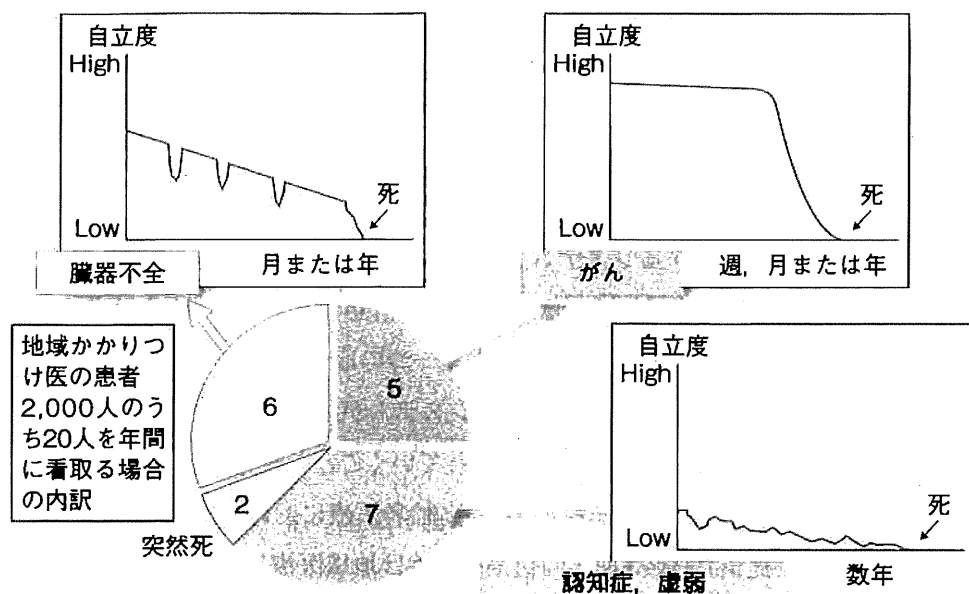 自立度
High
Low
死
月または年
臓器不全
自立度
High
Low
死
週，月または年
がん
地域かかりつ
け医の患者
2,000人のう
ち20人を年間
に看取る場合
の内訳
6
5
2
7
突然死
自立度
High
Low
死
数年
認知症，虚弱